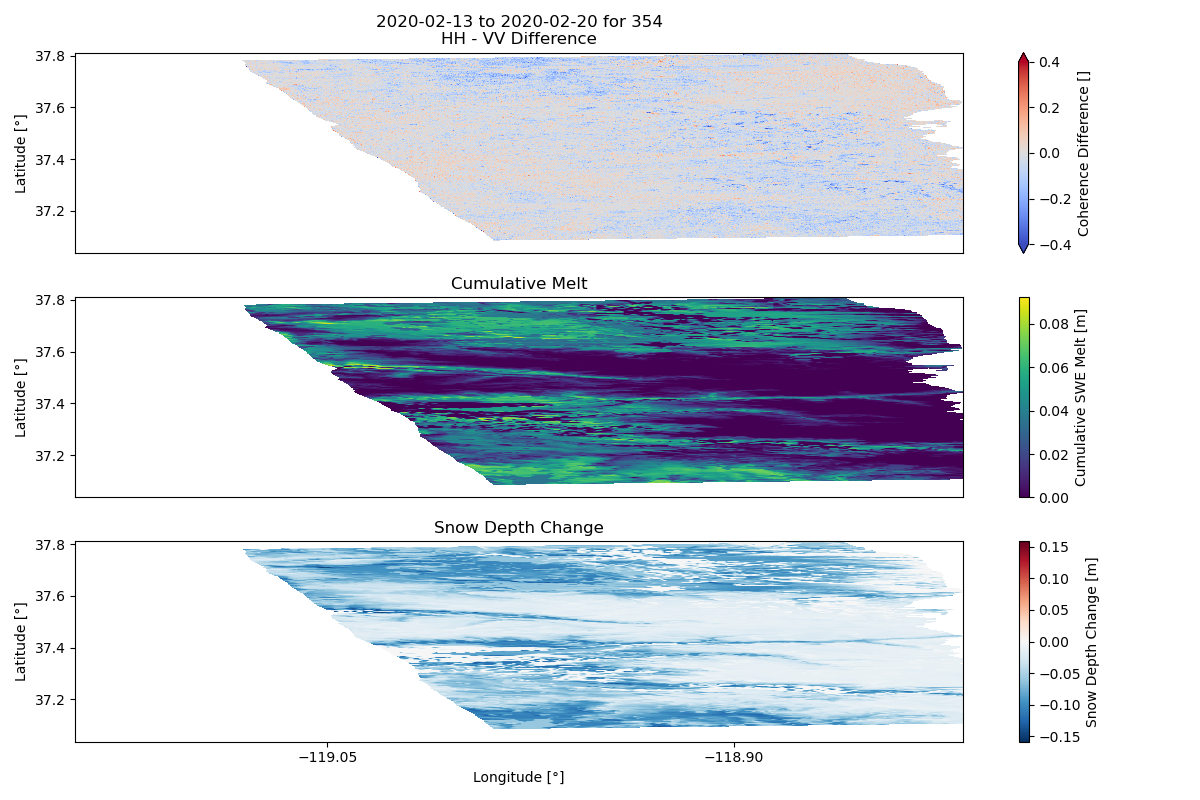 2020-02-13 to 2020-02-20 for 354
HH - VV Difference
37.8
37.6
37.4
37.2
Latitude [°]
0.4
0.2
0.0
−0.2
−0.4
Coherence Difference []
Cumulative Melt
37.8
37.6
37.4
37.2
Latitude [°]
0.08
0.06
0.04
0.02
0.00
Cumulative SWE Melt [m]
Snow Depth Change
37.8
37.6
37.4
37.2
Latitude [°]
0.15
0.10
0.05
0.00
−0.05
−0.10
−0.15
Snow Depth Change [m]
−119.05
−118.90
Longitude [°]